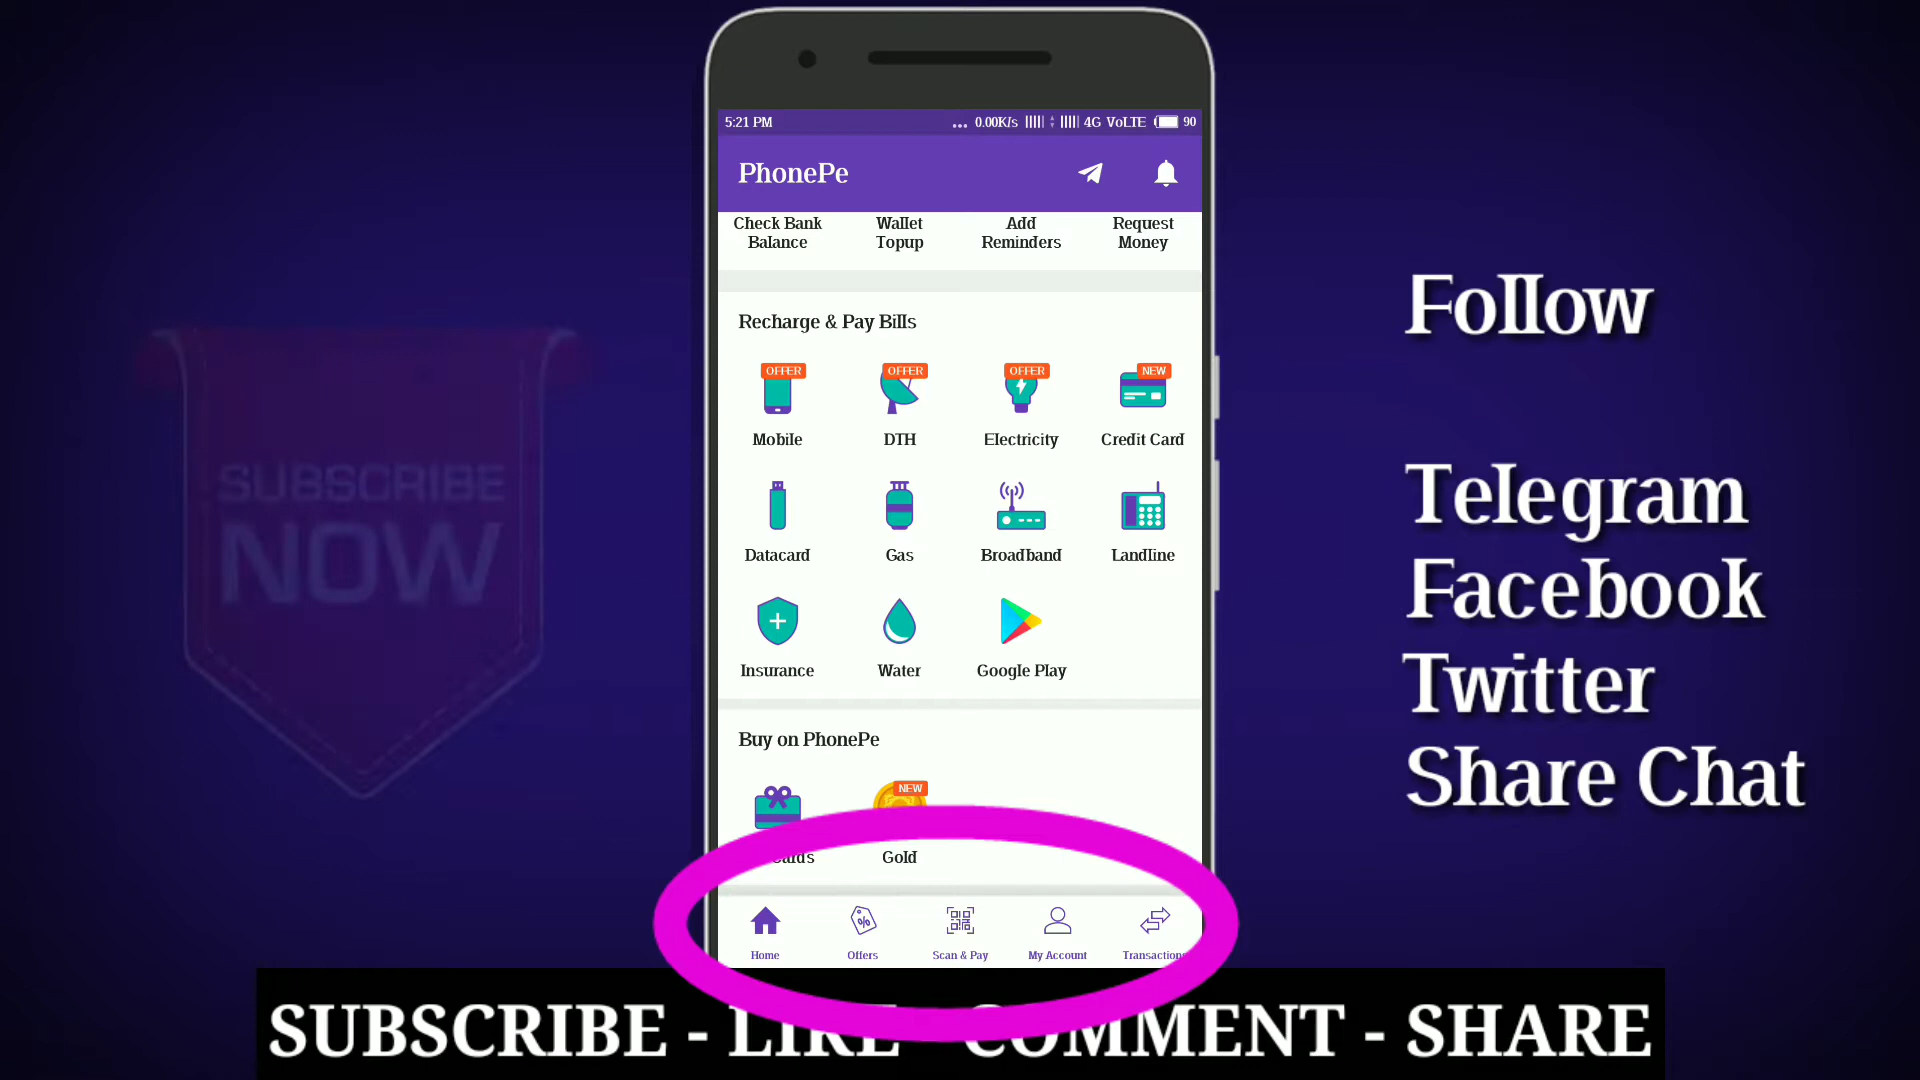 5:21 PM ... 0.00K/s 4G VoLTE 90
PhonePe
Check Bank Balance
Wallet Topup
Add Reminders
Request Money
Recharge & Pay Bills
OFFER
OFFER
OFFER
NEW
Mobile
DTH
Electricity
Credit Card
Datacard
Gas
Broadband
Landline
Insurance
Water
Google Play
Buy on PhonePe
NEW
Gold
Home
Offers
Scan & Pay
My Account
Transactions
SUBSCRIBE
NOW
Follow
Telegram
Facebook
Twitter
Share Chat
SUBSCRIBE - LIKE - COMMENT - SHARE